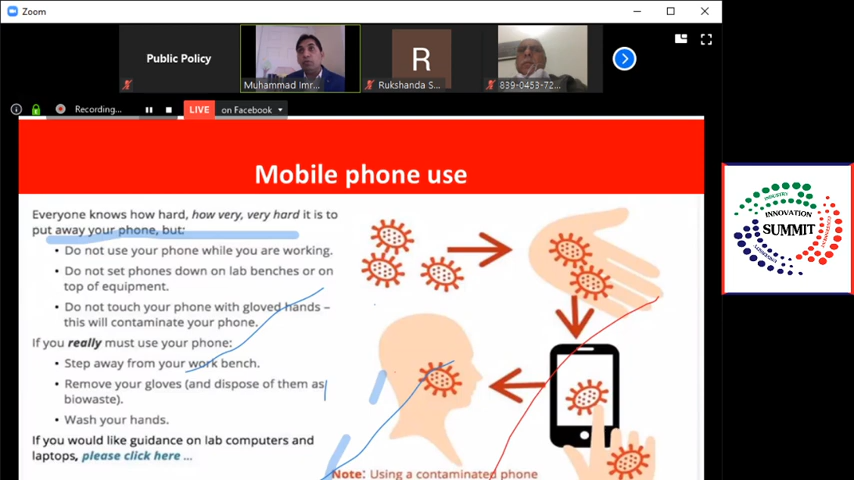 Zoom
Public Policy
R
Muhammad Imr...
Rukshanda S...
839-0453-72...
Recording...
LIVE on Facebook
Mobile phone use
Everyone knows how hard, how very, very hard it is to
put away your phone, but:
• Do not use your phone while you are working.
• Do not set phones down on lab benches or on
top of equipment.
• Do not touch your phone with gloved hands –
this will contaminate your phone.
If you really must use your phone:
• Step away from your work bench.
• Remove your gloves (and dispose of them as
biowaste).
• Wash your hands.
If you would like guidance on lab computers and
laptops, please click here ...
Note: Using a contaminated phone
INDUSTRY
INNOVATION
SUMMIT